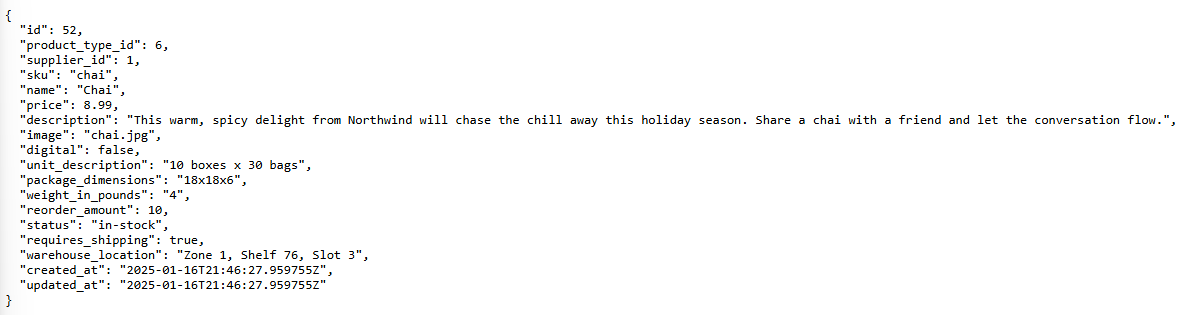 {
  "id": 52,
  "product_type_id": 6,
  "supplier_id": 1,
  "sku": "chai",
  "name": "Chai",
  "price": 8.99,
  "description": "This warm, spicy delight from Northwind will chase the chill away this holiday season. Share a chai with a friend and let the conversation flow.",
  "image": "chai.jpg",
  "digital": false,
  "unit_description": "10 boxes x 30 bags",
  "package_dimensions": "18x18x6",
  "weight_in_pounds": "4",
  "reorder_amount": 10,
  "status": "in-stock",
  "requires_shipping": true,
  "warehouse_location": "Zone 1, Shelf 76, Slot 3",
  "created_at": "2025-01-16T21:46:27.959755Z",
  "updated_at": "2025-01-16T21:46:27.959755Z"
}